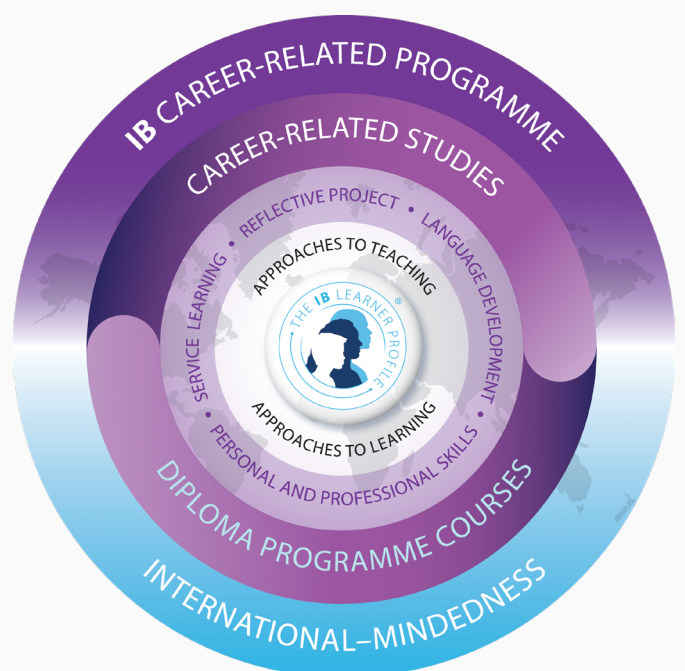 IB CAREER-RELATED PROGRAMME
CAREER-RELATED STUDIES
REFLECTIVE PROJECT • LANGUAGE DEVELOPMENT • PERSONAL AND PROFESSIONAL SKILLS • SERVICE LEARNING •
APPROACHES TO TEACHING
THE IB LEARNER PROFILE®
APPROACHES TO LEARNING
DIPLOMA PROGRAMME COURSES
INTERNATIONAL–MINDEDNESS